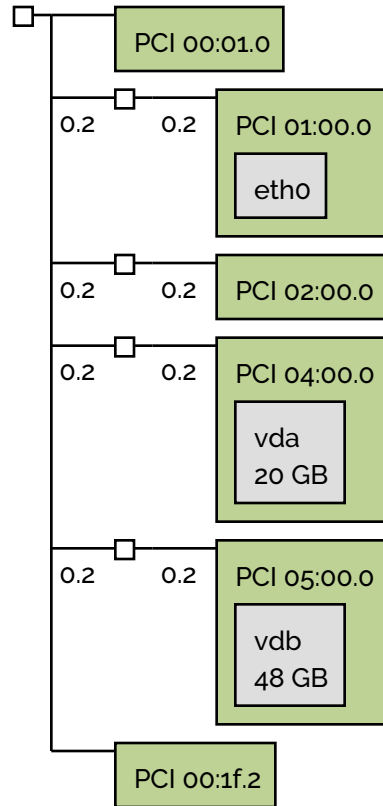 PCI 00:01.0
0.2 0.2 PCI 01:00.0
eth0
0.2 0.2 PCI 02:00.0
0.2 0.2 PCI 04:00.0
vda
20 GB
0.2 0.2 PCI 05:00.0
vdb
48 GB
PCI 00:1f.2